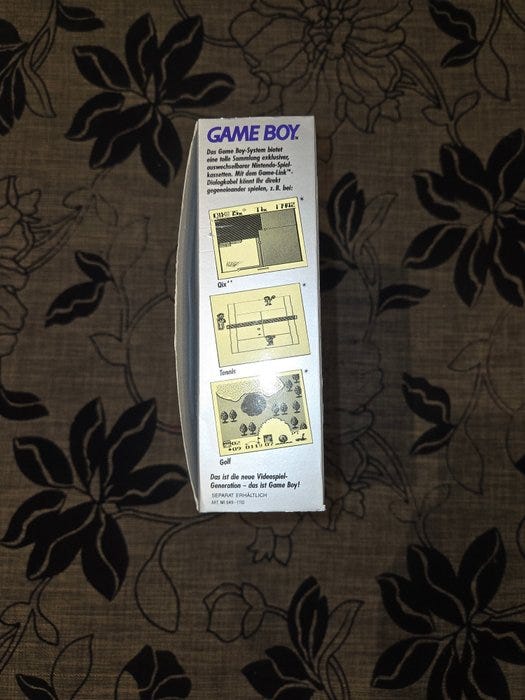 GAME BOY
Das Game Boy-System bietet
eine tolle Sammlung exklusiver,
auswechselbarer Nintendo-Spiel-
kassetten. Mit dem Game-Link™-
Dialogkabel könnt Ihr direkt
gegeneinander spielen, z. B. bei:
*
Qix**
*
Tennis
*
Golf
Das ist die neue Videospiel-
Generation – das ist Game Boy!
SEPARAT ERHÄLTLICH